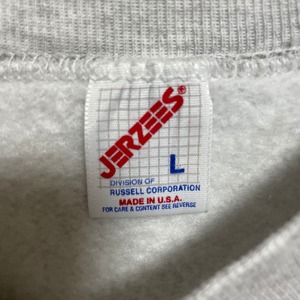 JERZEES
L
DIVISION OF
RUSSELL CORPORATION
MADE IN U.S.A.
FOR CARE & CONTENT SEE REVERSE